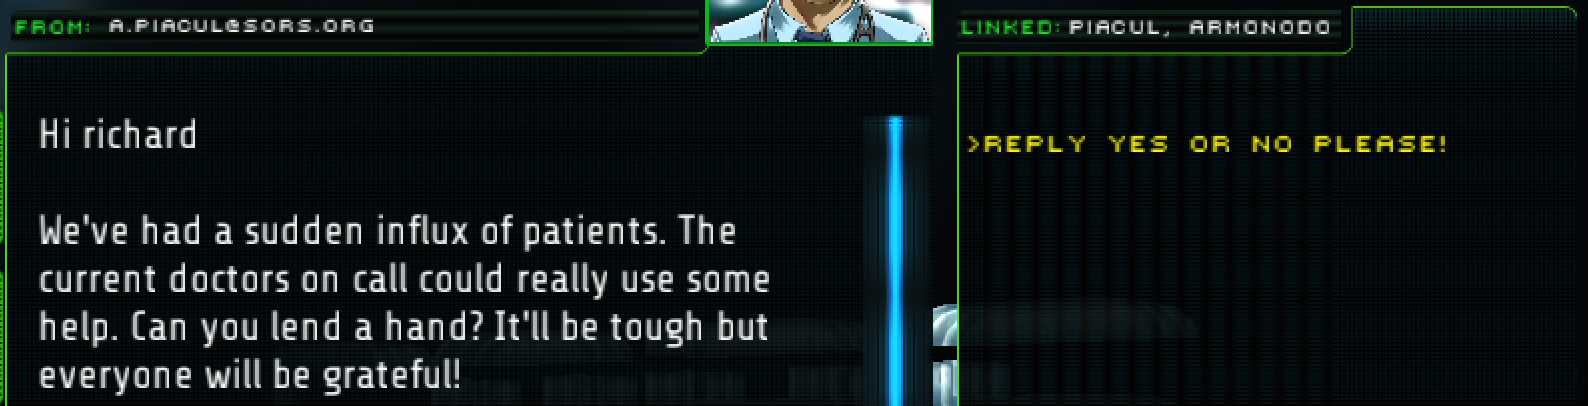 FROM: A.PIACUL@SORS.ORG
LINKED: PIACUL, ARMONODO
Hi richard
We've had a sudden influx of patients. The
current doctors on call could really use some
help. Can you lend a hand? It'll be tough but
everyone will be grateful!
>REPLY YES OR NO PLEASE!